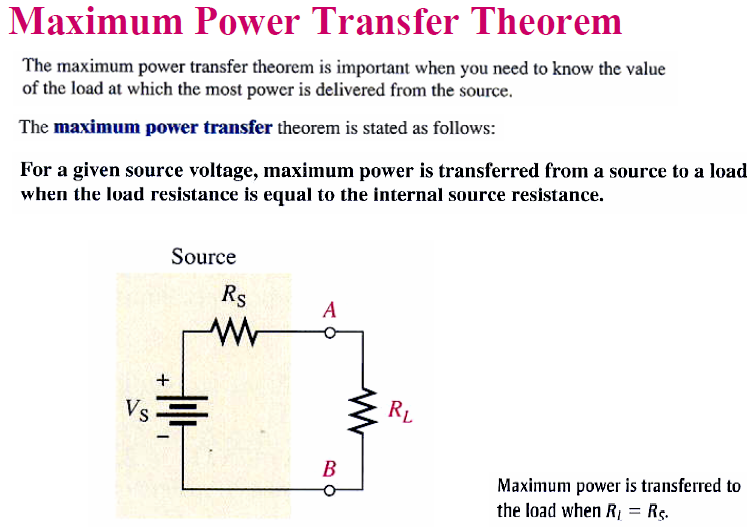 Maximum Power Transfer Theorem
The maximum power transfer theorem is important when you need to know the value
of the load at which the most power is delivered from the source.
The maximum power transfer theorem is stated as follows:
For a given source voltage, maximum power is transferred from a source to a load
when the load resistance is equal to the internal source resistance.
Source
RS
A
+
VS
RL
−
B
Maximum power is transferred to
the load when RL = RS.